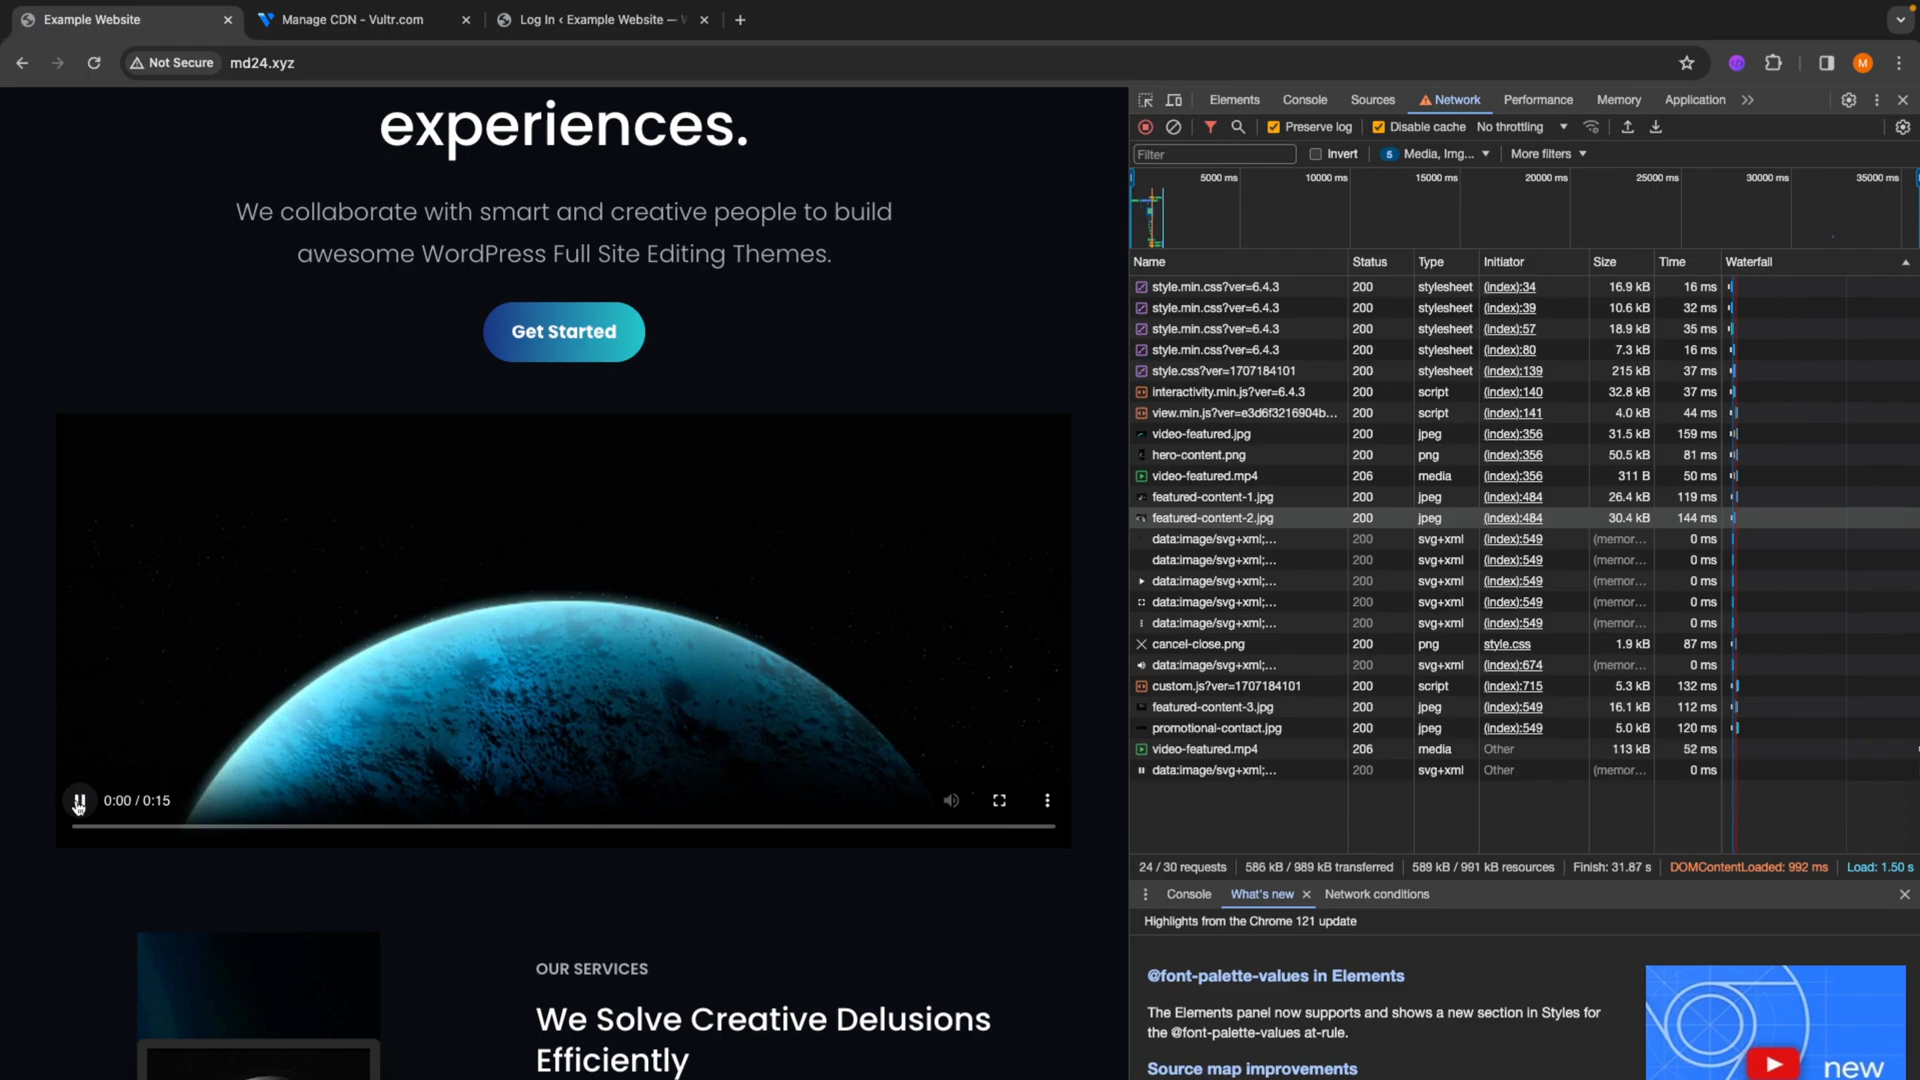 Example Website
Manage CDN - Vultr.com
Log In ‹ Example Website —
Not Secure
md24.xyz
M
experiences.
We collaborate with smart and creative people to build
awesome WordPress Full Site Editing Themes.
Get Started
0:00 / 0:15
OUR SERVICES
We Solve Creative Delusions
Efficiently
Elements Console Sources Network Performance Memory Application
Preserve log Disable cache No throttling
Filter Invert 5 Media, Img... More filters
5000 ms 10000 ms 15000 ms 20000 ms 25000 ms 30000 ms 35000 ms
Name Status Type Initiator Size Time Waterfall
style.min.css?ver=6.4.3 200 stylesheet (index):34 16.9 kB 16 ms
style.min.css?ver=6.4.3 200 stylesheet (index):39 10.6 kB 32 ms
style.min.css?ver=6.4.3 200 stylesheet (index):57 18.9 kB 35 ms
style.min.css?ver=6.4.3 200 stylesheet (index):80 7.3 kB 16 ms
style.css?ver=1707184101 200 stylesheet (index):139 215 kB 37 ms
interactivity.min.js?ver=6.4.3 200 script (index):140 32.8 kB 37 ms
view.min.js?ver=e3d6f3216904b... 200 script (index):141 4.0 kB 44 ms
video-featured.jpg 200 jpeg (index):356 31.5 kB 159 ms
hero-content.png 200 png (index):356 50.5 kB 81 ms
video-featured.mp4 206 media (index):356 311 B 50 ms
featured-content-1.jpg 200 jpeg (index):484 26.4 kB 119 ms
featured-content-2.jpg 200 jpeg (index):484 30.4 kB 144 ms
data:image/svg+xml;... 200 svg+xml (index):549 (memor... 0 ms
data:image/svg+xml;... 200 svg+xml (index):549 (memor... 0 ms
data:image/svg+xml;... 200 svg+xml (index):549 (memor... 0 ms
data:image/svg+xml;... 200 svg+xml (index):549 (memor... 0 ms
data:image/svg+xml;... 200 svg+xml (index):549 (memor... 0 ms
cancel-close.png 200 png style.css 1.9 kB 87 ms
data:image/svg+xml;... 200 svg+xml (index):674 (memor... 0 ms
custom.js?ver=1707184101 200 script (index):715 5.3 kB 132 ms
featured-content-3.jpg 200 jpeg (index):549 16.1 kB 112 ms
promotional-contact.jpg 200 jpeg (index):549 5.0 kB 120 ms
video-featured.mp4 206 media Other 113 kB 52 ms
data:image/svg+xml;... 200 svg+xml Other (memor... 0 ms
24 / 30 requests 586 kB / 989 kB transferred 589 kB / 991 kB resources Finish: 31.87 s DOMContentLoaded: 992 ms Load: 1.50 s
Console What's new Network conditions
Highlights from the Chrome 121 update
@font-palette-values in Elements
The Elements panel now supports and shows a new section in Styles for
the @font-palette-values at-rule.
Source map improvements
new